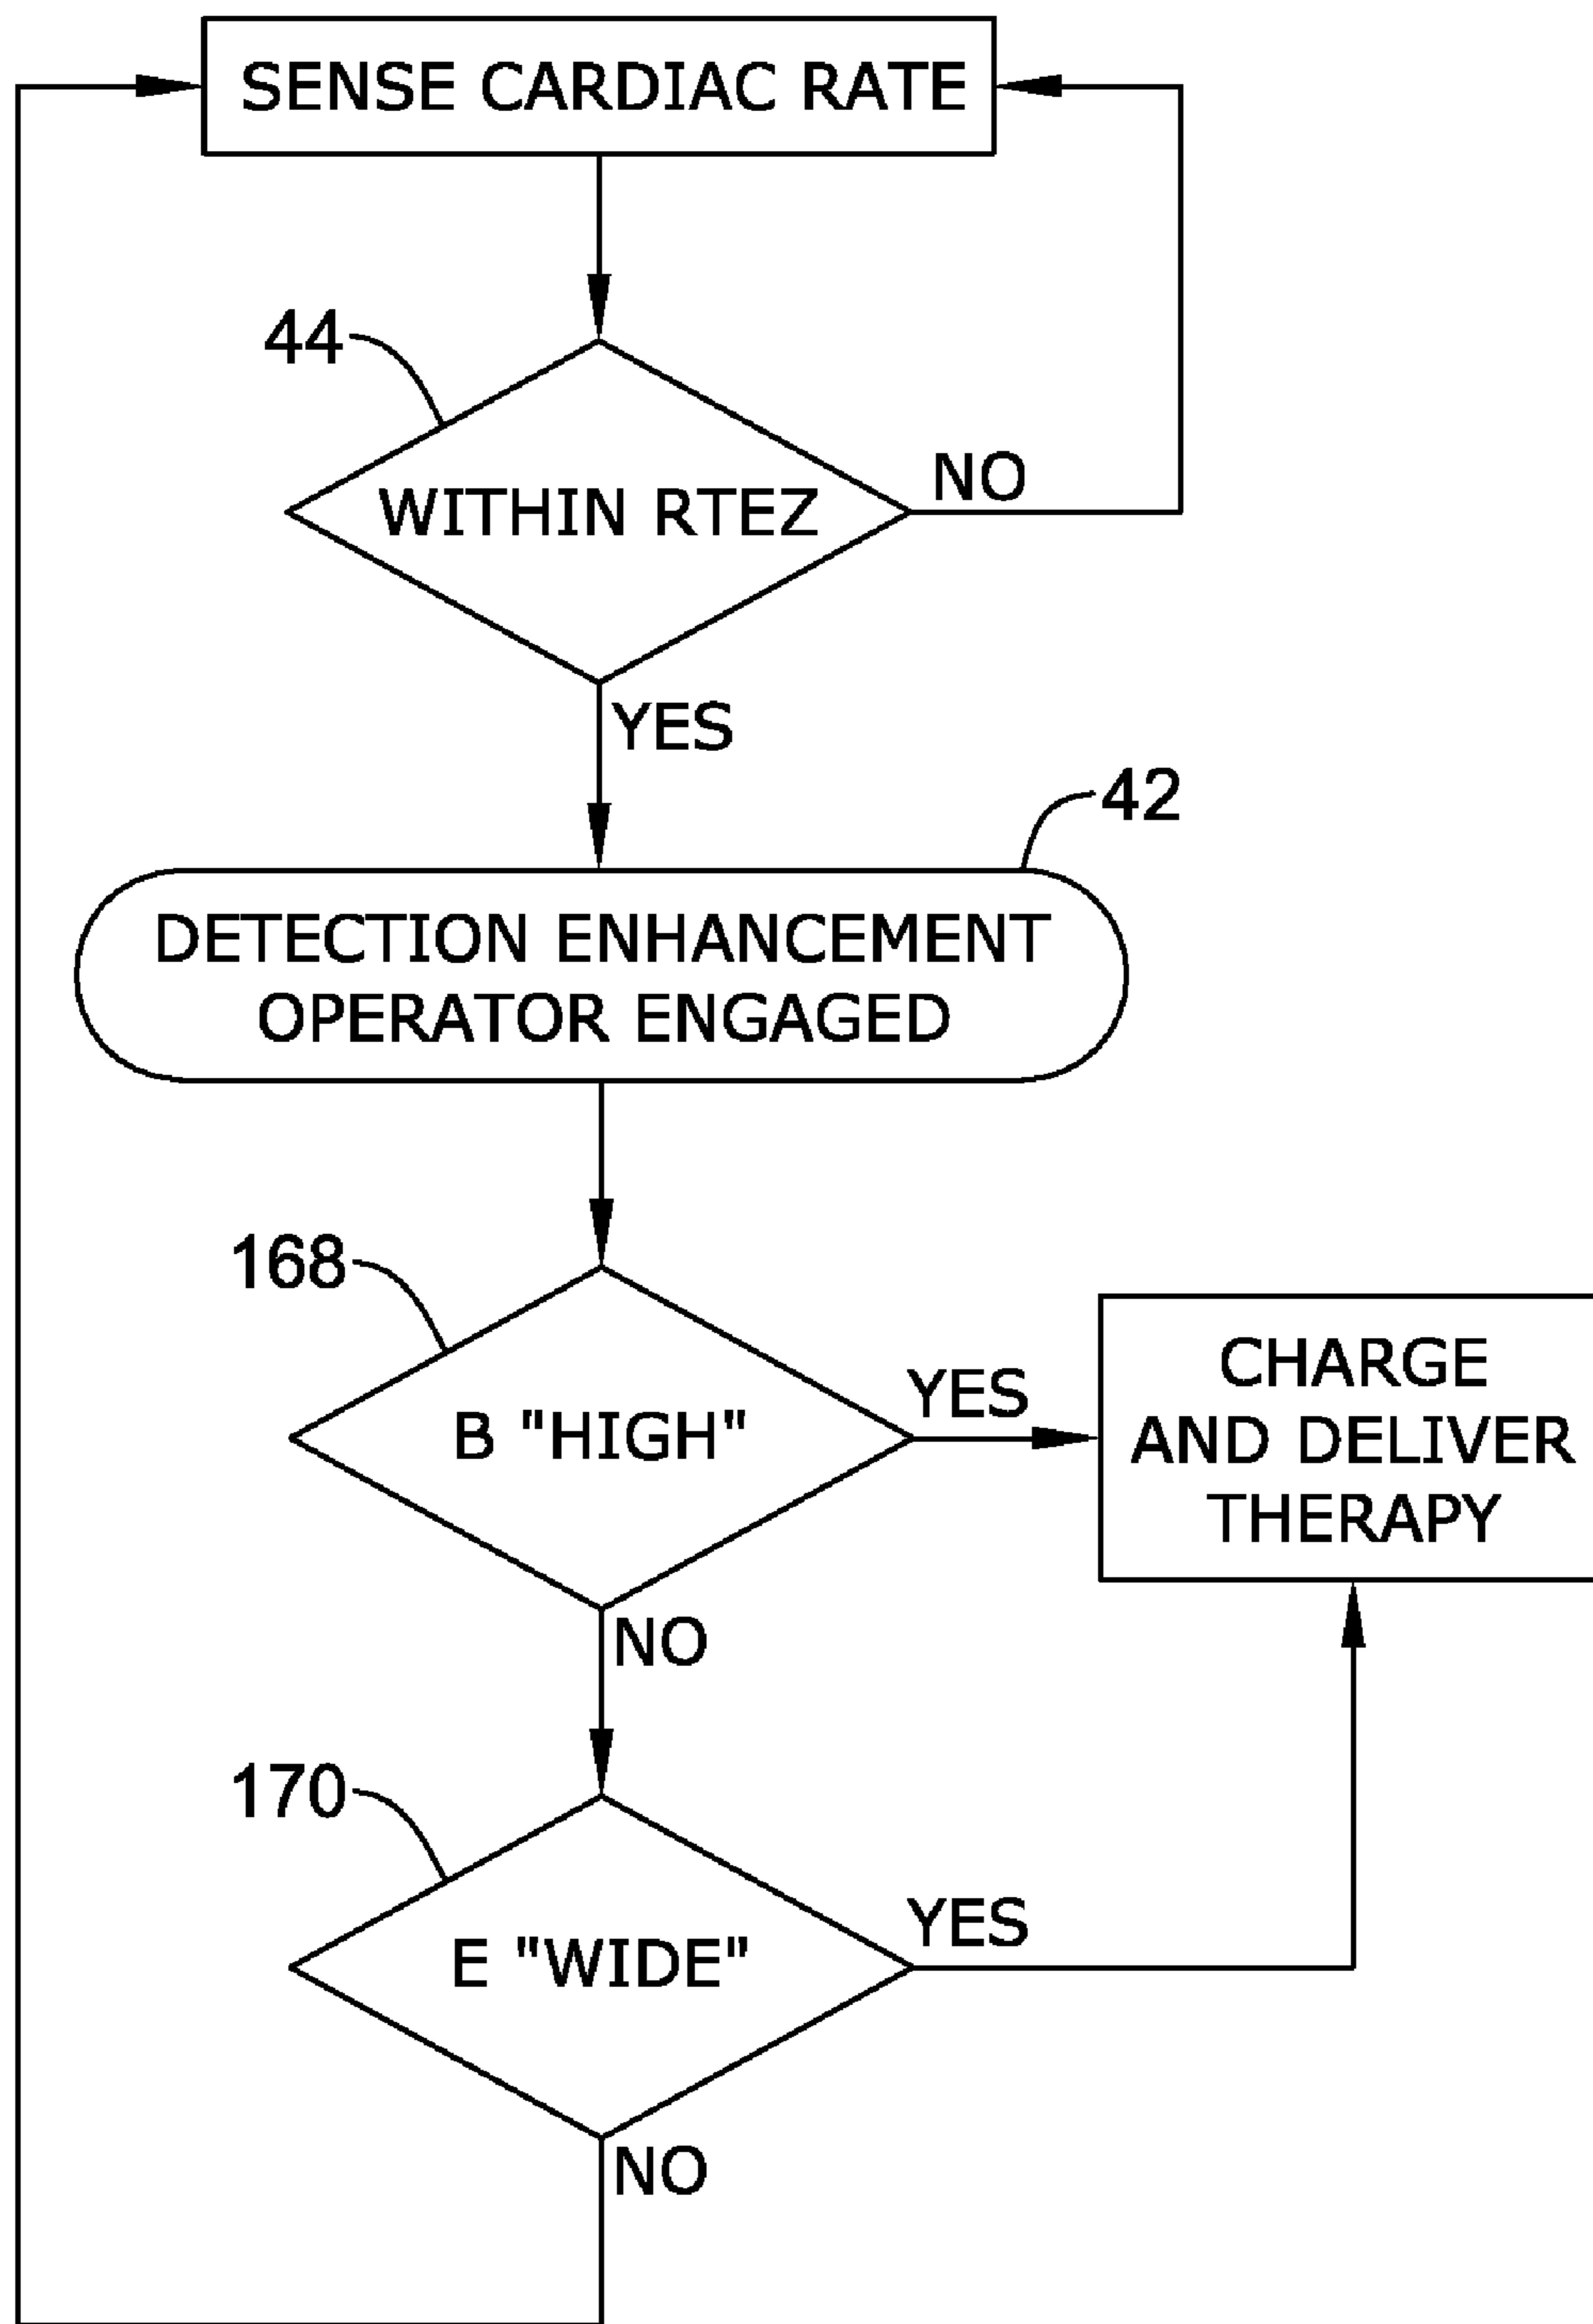 SENSE CARDIAC RATE
44
WITHIN RTEZ
NO
YES
42
DETECTION ENHANCEMENT
OPERATOR ENGAGED
168
B "HIGH"
YES
CHARGE
AND DELIVER
THERAPY
NO
170
E "WIDE"
YES
NO